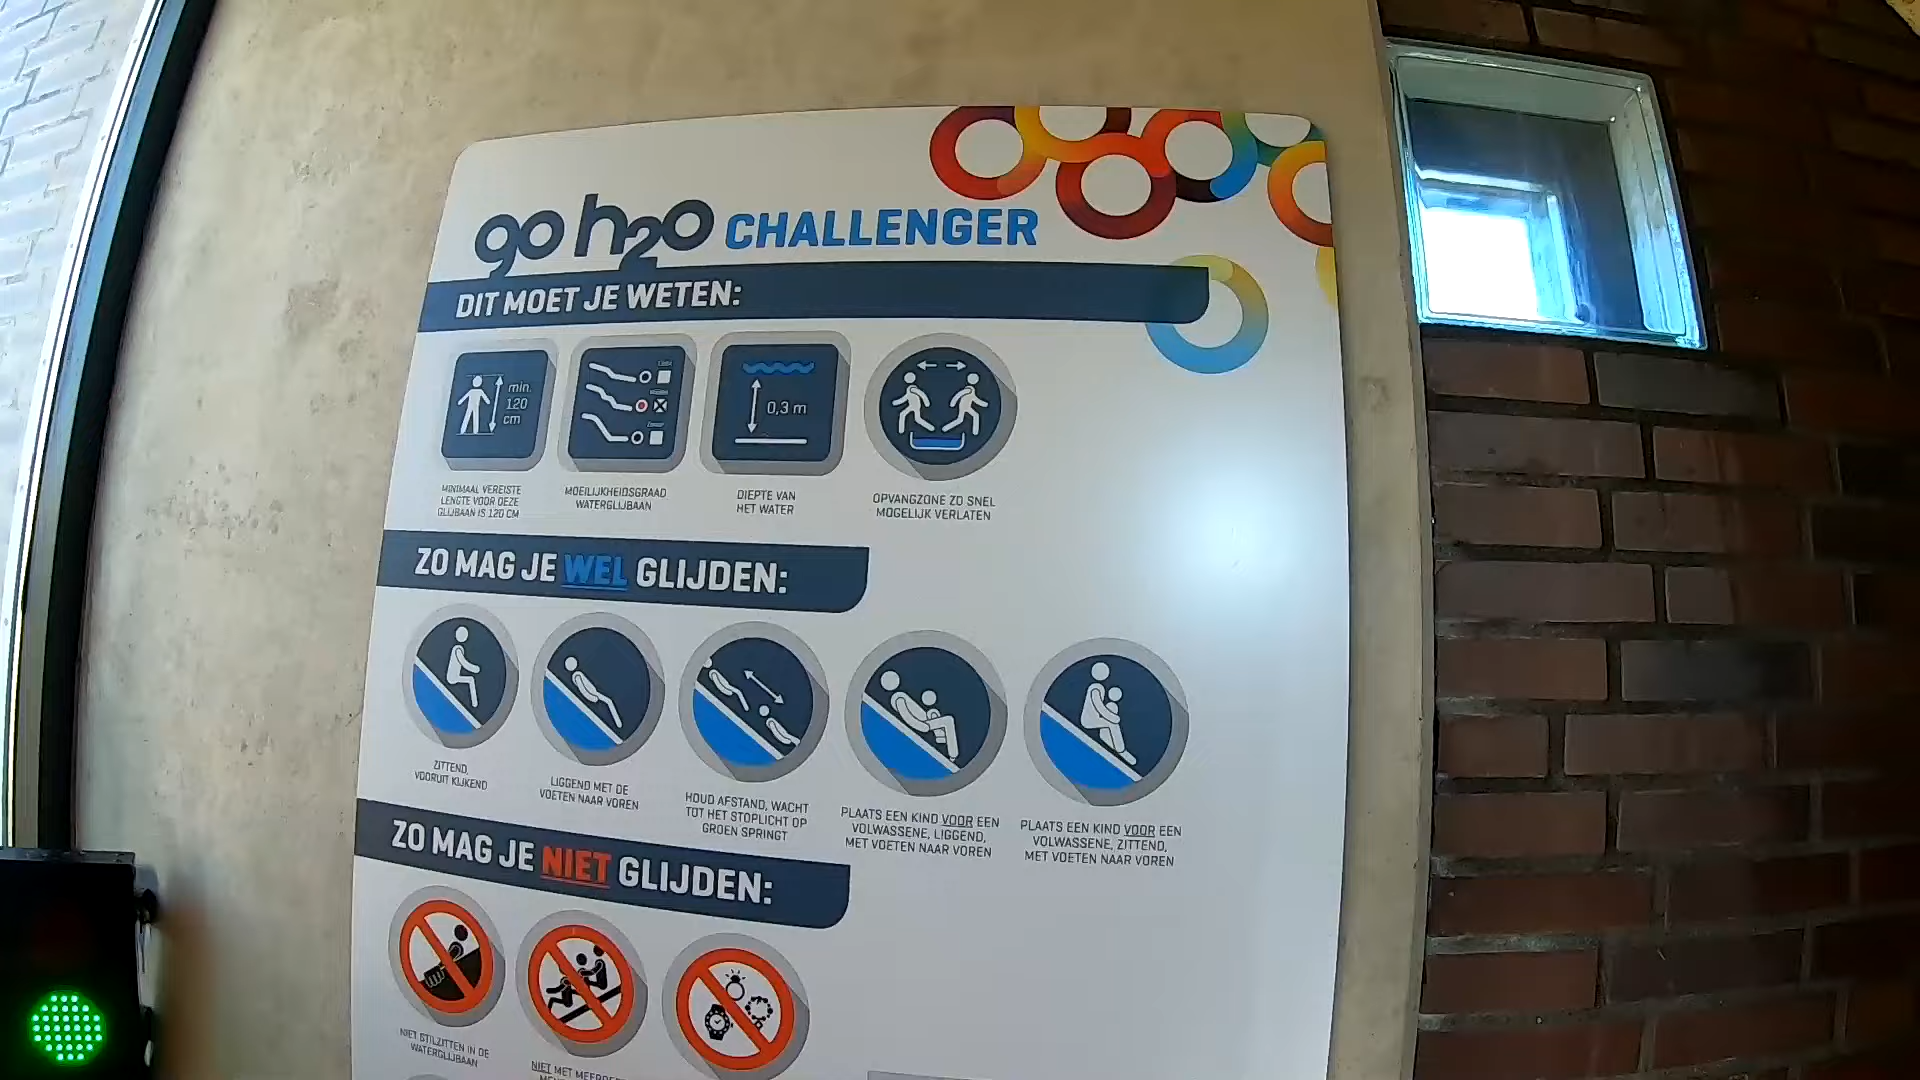 go h2o CHALLENGER
DIT MOET JE WETEN:
min.
120
cm
0,3 m
MINIMAAL VEREISTE
LENGTE VOOR DEZE
GLIJBAAN IS 120 CM
MOEILIJKHEIDSGRAAD
WATERGLIJBAAN
DIEPTE VAN
HET WATER
OPVANGZONE ZO SNEL
MOGELIJK VERLATEN
ZO MAG JE WEL GLIJDEN:
ZITTEND,
VOORUIT KIJKEND
LIGGEND MET DE
VOETEN NAAR VOREN
HOUD AFSTAND, WACHT
TOT HET STOPLICHT OP
GROEN SPRINGT
PLAATS EEN KIND VOOR EEN
VOLWASSENE, LIGGEND,
MET VOETEN NAAR VOREN
PLAATS EEN KIND VOOR EEN
VOLWASSENE, ZITTEND,
MET VOETEN NAAR VOREN
ZO MAG JE NIET GLIJDEN:
NIET STILZITTEN IN DE
WATERGLIJBAAN
NIET MET MEERDERE